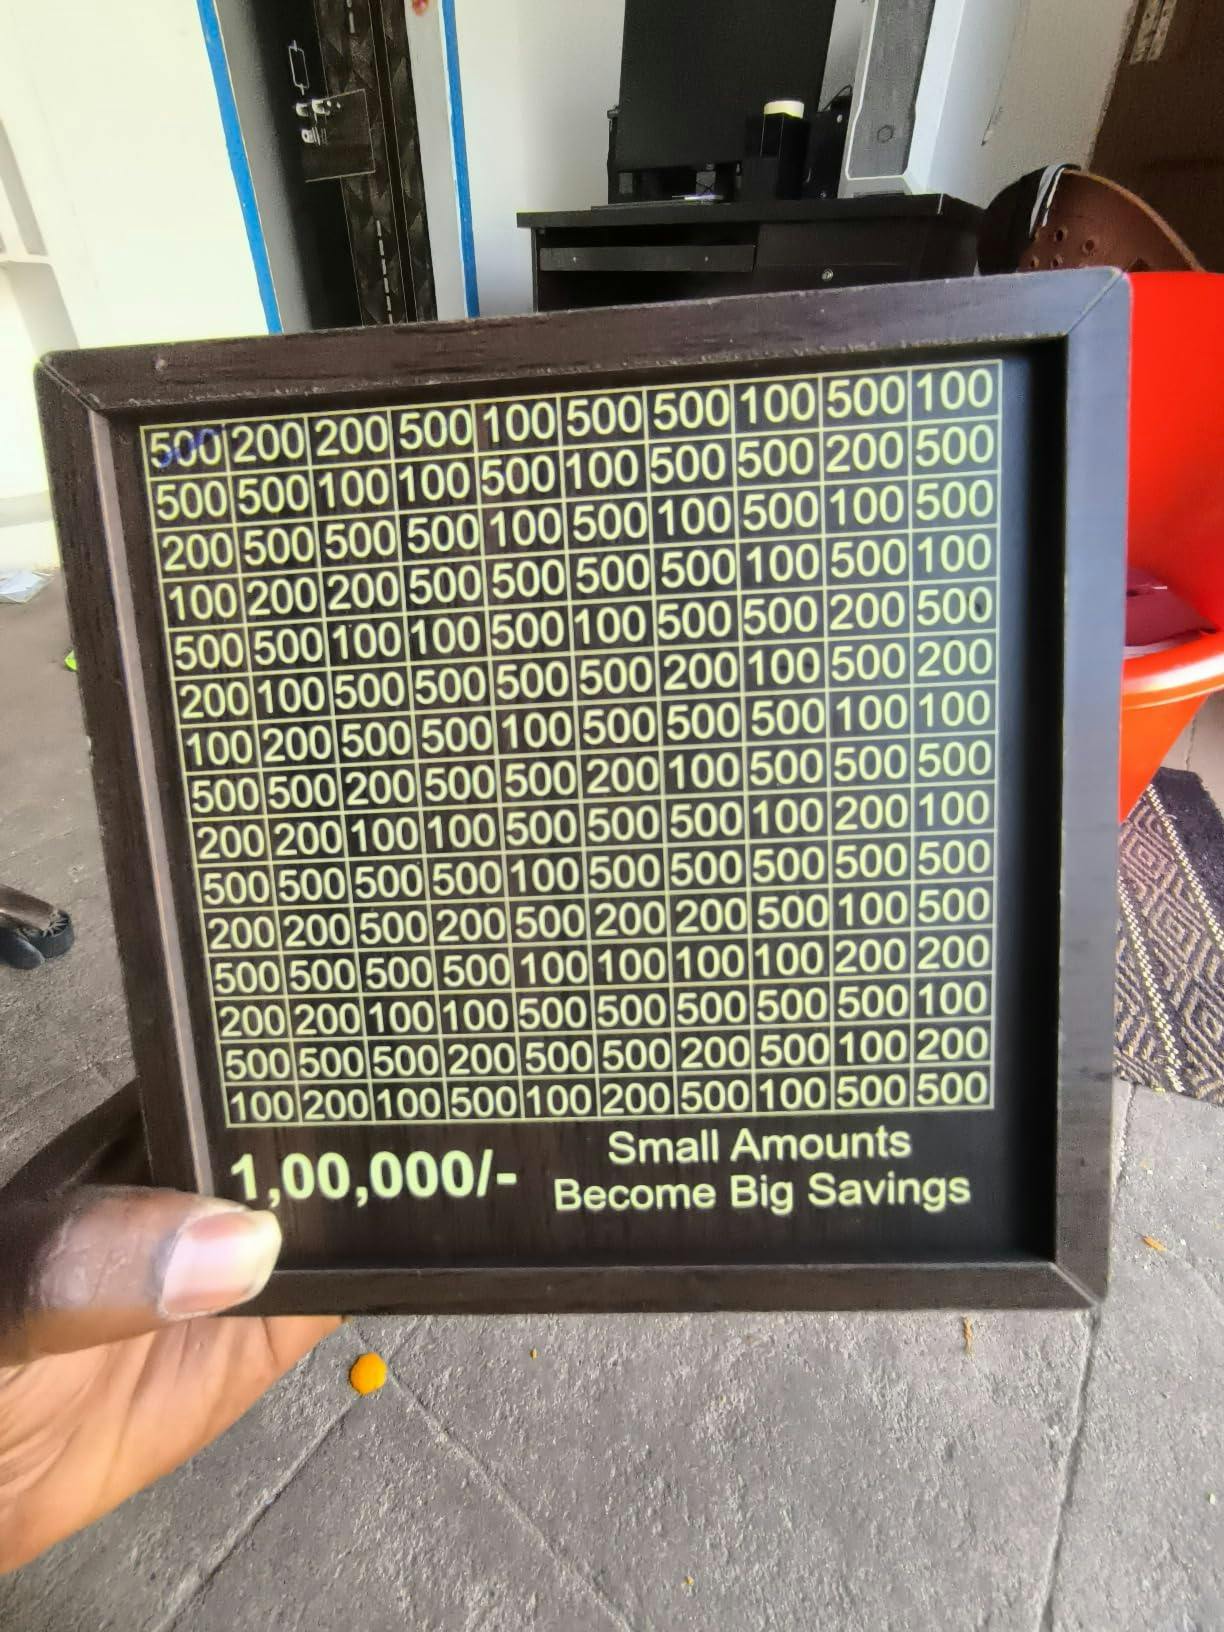 500 200 200 500 100 500 500 100 500 100
500 500 100 100 500 100 500 500 200 500
200 500 500 500 100 500 100 500 100 500
100 200 200 500 500 500 500 100 500 100
500 500 100 100 500 100 500 500 200 500
200 100 500 500 500 500 200 100 500 200
100 200 500 500 100 500 500 500 100 100
500 500 200 500 500 200 100 500 500 500
200 200 100 100 500 500 500 100 200 100
500 500 500 500 100 500 500 500 500 500
200 200 500 200 500 200 200 500 100 500
500 500 500 500 100 100 100 100 200 200
200 200 100 100 500 500 500 500 500 100
500 500 500 200 500 500 200 500 100 200
100 200 100 500 100 200 500 100 500 500
1,00,000/-
Small Amounts
Become Big Savings